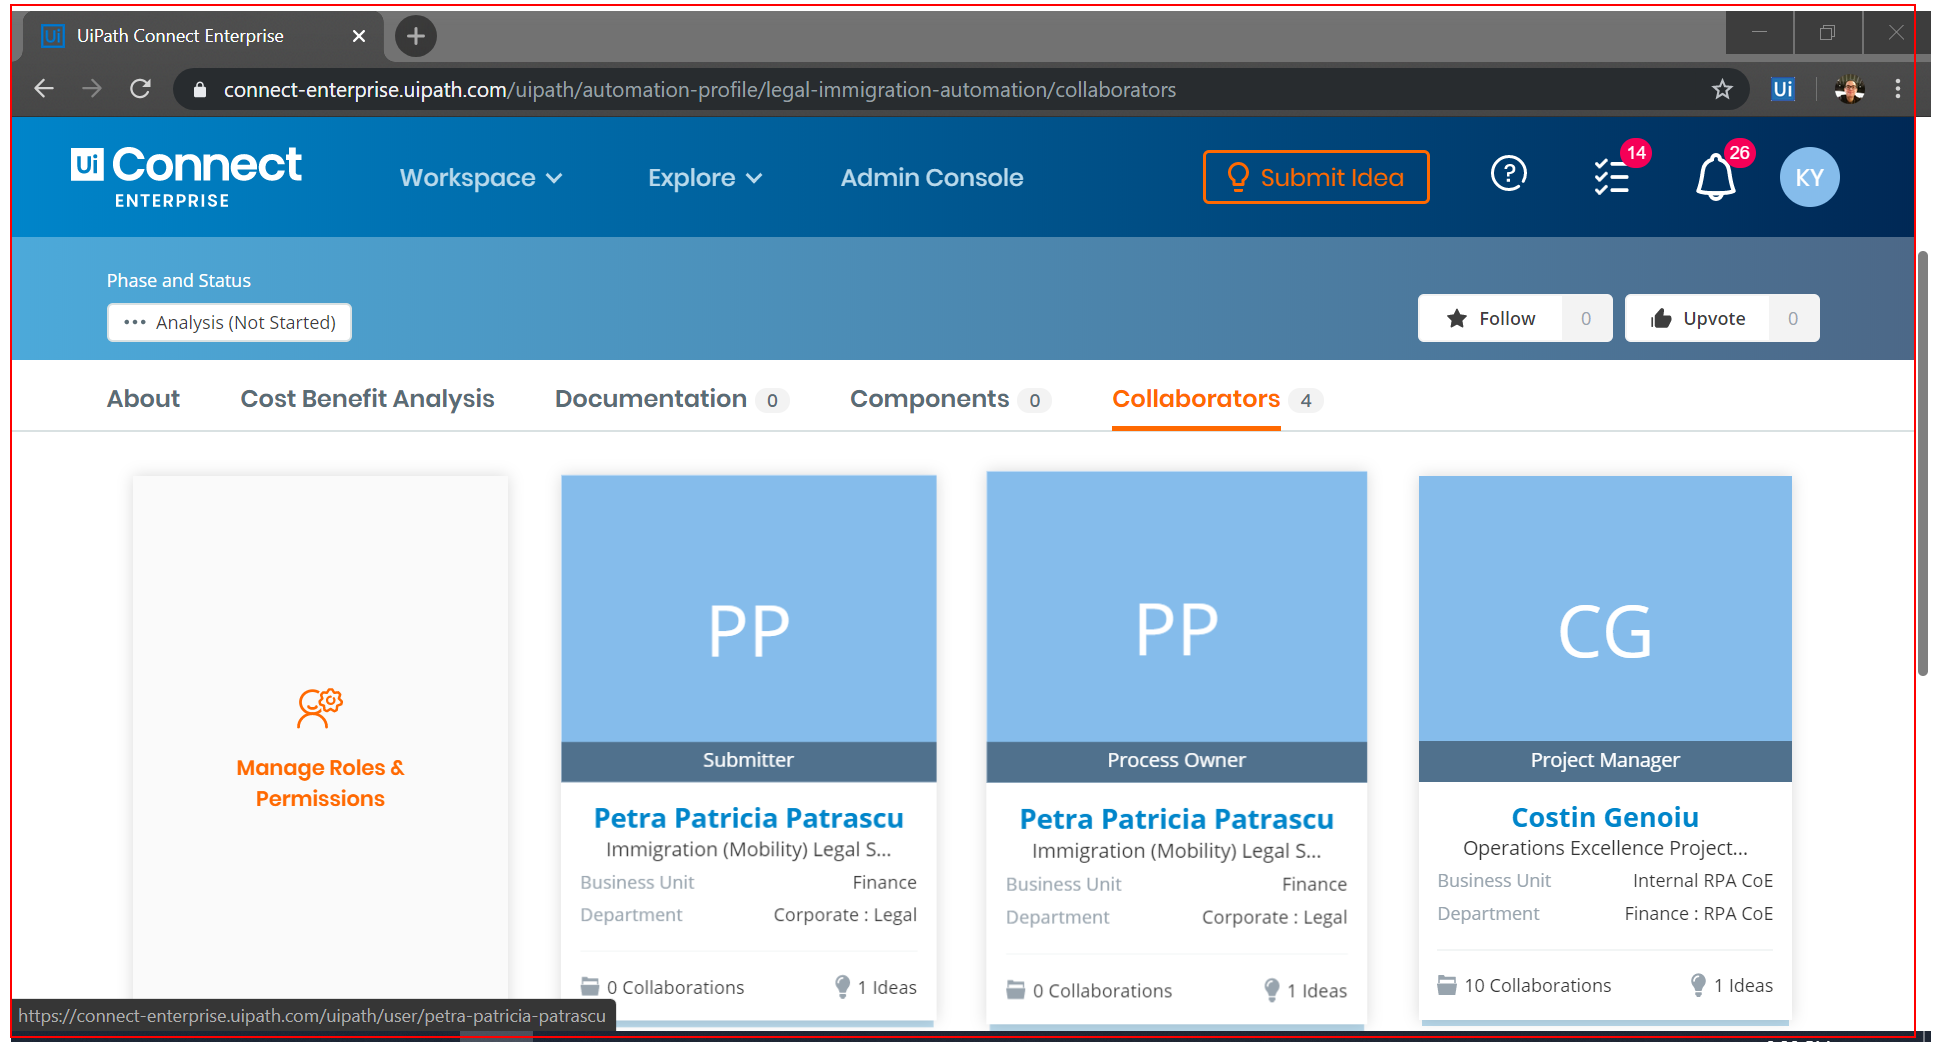 UiPath Connect Enterprise
connect-enterprise.uipath.com/uipath/automation-profile/legal-immigration-automation/collaborators
Ui
Ui Connect
ENTERPRISE
Workspace
Explore
Admin Console
Submit Idea
?
14
26
KY
Phase and Status
··· Analysis (Not Started)
Follow 0
Upvote 0
About
Cost Benefit Analysis
Documentation 0
Components 0
Collaborators 4
Manage Roles &
Permissions
PP
Submitter
Petra Patricia Patrascu
Immigration (Mobility) Legal S...
Business Unit Finance
Department Corporate : Legal
0 Collaborations 1 Ideas
PP
Process Owner
Petra Patricia Patrascu
Immigration (Mobility) Legal S...
Business Unit Finance
Department Corporate : Legal
0 Collaborations 1 Ideas
CG
Project Manager
Costin Genoiu
Operations Excellence Project...
Business Unit Internal RPA CoE
Department Finance : RPA CoE
10 Collaborations 1 Ideas
https://connect-enterprise.uipath.com/uipath/user/petra-patricia-patrascu